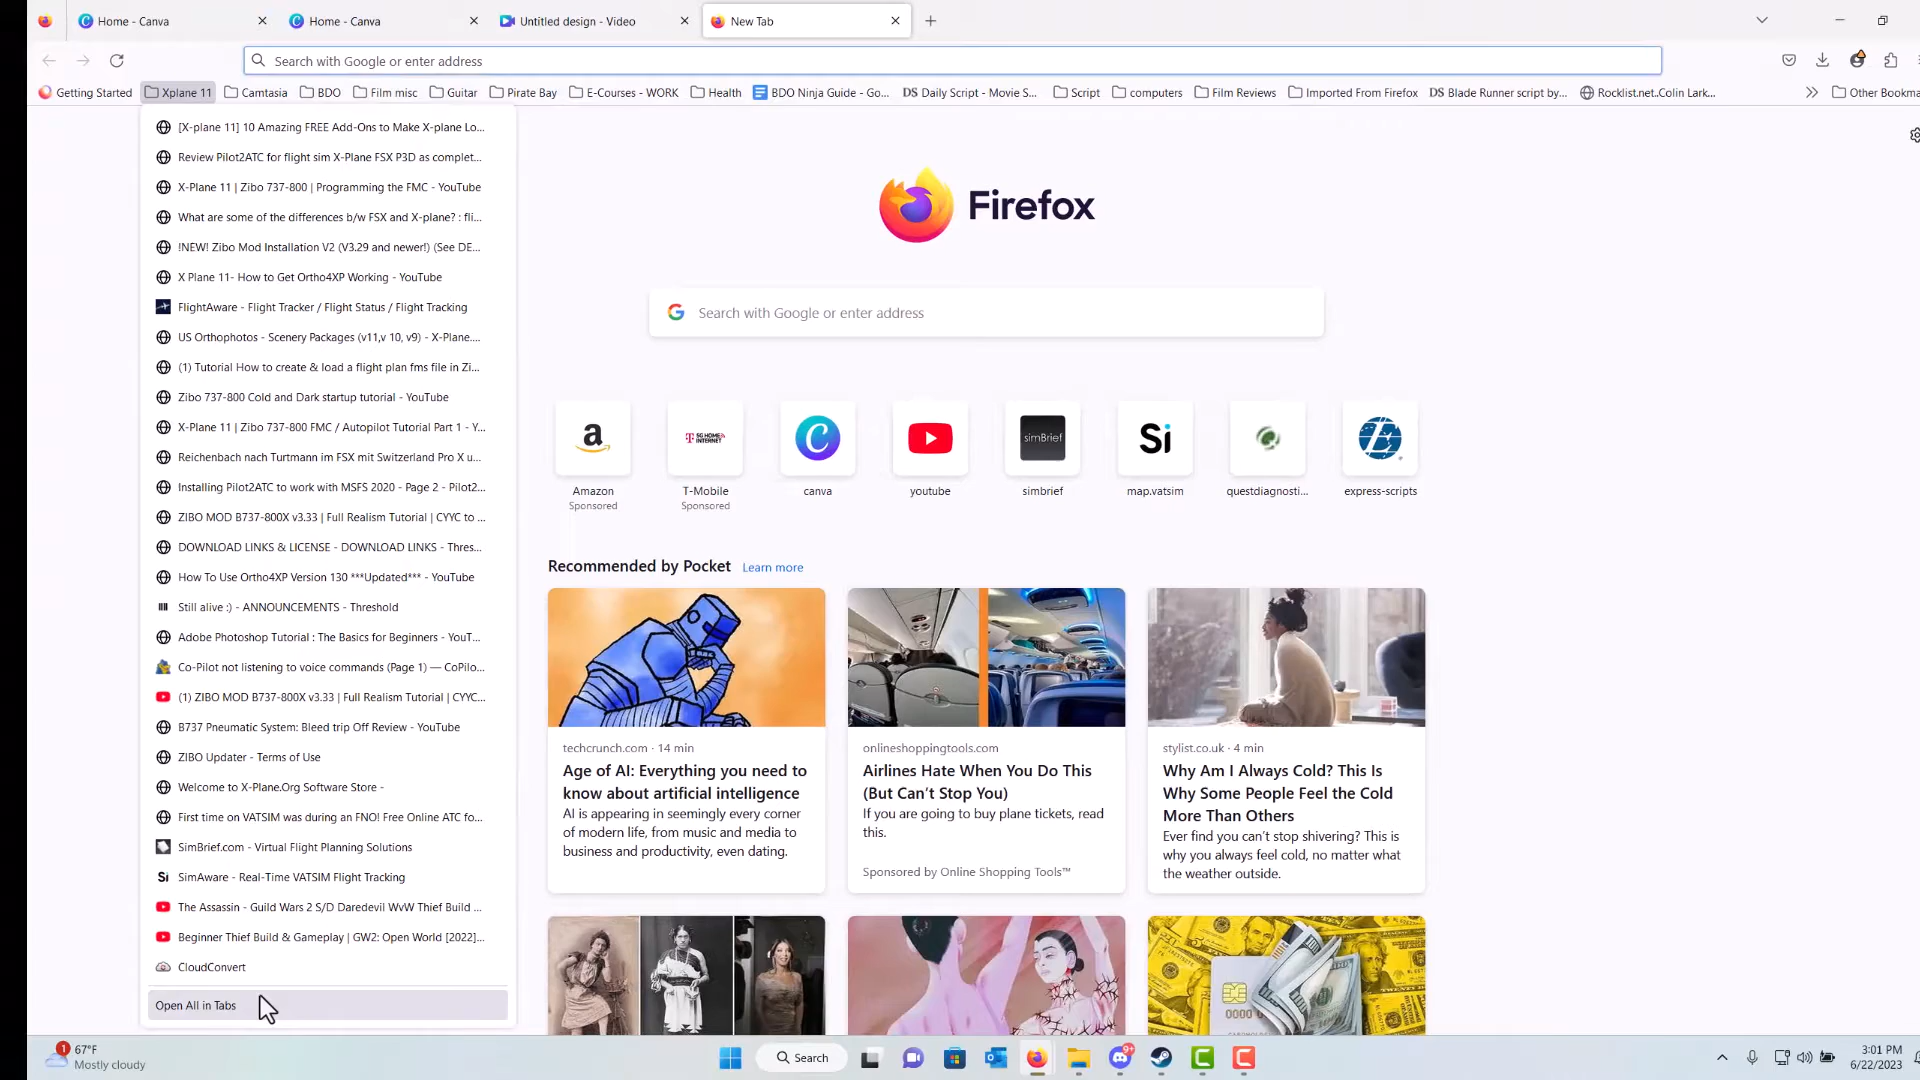 Home - Canva
Home - Canva
Untitled design - Video
New Tab
Search with Google or enter address
Getting Started
Xplane 11
Camtasia
BDO
Film misc
Guitar
Pirate Bay
E-Courses - WORK
Health
BDO Ninja Guide - Go...
DS Daily Script - Movie S...
Script
computers
Film Reviews
Imported From Firefox
DS Blade Runner script by...
Rocklist.net..Colin Lark...
Other Bookma
[X-plane 11] 10 Amazing FREE Add-Ons to Make X-plane Lo...
Review Pilot2ATC for flight sim X-Plane FSX P3D as complet...
X-Plane 11 | Zibo 737-800 | Programming the FMC - YouTube
What are some of the differences b/w FSX and X-plane? : fli...
!NEW! Zibo Mod Installation V2 (V3.29 and newer!) (See DE...
X Plane 11- How to Get Ortho4XP Working - YouTube
FlightAware - Flight Tracker / Flight Status / Flight Tracking
US Orthophotos - Scenery Packages (v11,v 10, v9) - X-Plane....
(1) Tutorial How to create & load a flight plan fms file in Zi...
Zibo 737-800 Cold and Dark startup tutorial - YouTube
X-Plane 11 | Zibo 737-800 FMC / Autopilot Tutorial Part 1 - Y...
Reichenbach nach Turtmann im FSX mit Switzerland Pro X u...
Installing Pilot2ATC to work with MSFS 2020 - Page 2 - Pilot2...
ZIBO MOD B737-800X v3.33 | Full Realism Tutorial | CYYC to ...
DOWNLOAD LINKS & LICENSE - DOWNLOAD LINKS - Thres...
How To Use Ortho4XP Version 130 ***Updated*** - YouTube
Still alive :) - ANNOUNCEMENTS - Threshold
Adobe Photoshop Tutorial : The Basics for Beginners - YouT...
Co-Pilot not listening to voice commands (Page 1) — CoPilo...
(1) ZIBO MOD B737-800X v3.33 | Full Realism Tutorial | CYYC...
B737 Pneumatic System: Bleed trip Off Review - YouTube
ZIBO Updater - Terms of Use
Welcome to X-Plane.Org Software Store -
First time on VATSIM was during an FNO! Free Online ATC fo...
SimBrief.com - Virtual Flight Planning Solutions
Si SimAware - Real-Time VATSIM Flight Tracking
The Assassin - Guild Wars 2 S/D Daredevil WvW Thief Build ...
Beginner Thief Build & Gameplay | GW2: Open World [2022]...
CloudConvert
Open All in Tabs
Firefox
Search with Google or enter address
a
T 5G HOME INTERNET
simBrief
Si
Amazon
Sponsored
T-Mobile
Sponsored
canva
youtube
simbrief
map.vatsim
questdiagnosti...
express-scripts
Recommended by Pocket Learn more
techcrunch.com · 14 min
Age of AI: Everything you need to
know about artificial intelligence
AI is appearing in seemingly every corner
of modern life, from music and media to
business and productivity, even dating.
onlineshoppingtools.com
Airlines Hate When You Do This
(But Can't Stop You)
If you are going to buy plane tickets, read
this.
Sponsored by Online Shopping Tools™
stylist.co.uk · 4 min
Why Am I Always Cold? This Is
Why Some People Feel the Cold
More Than Others
Ever find you can't stop shivering? This is
why you always feel cold, no matter what
the weather outside.
1
67°F
Mostly cloudy
Search
9+
3:01 PM
6/22/2023